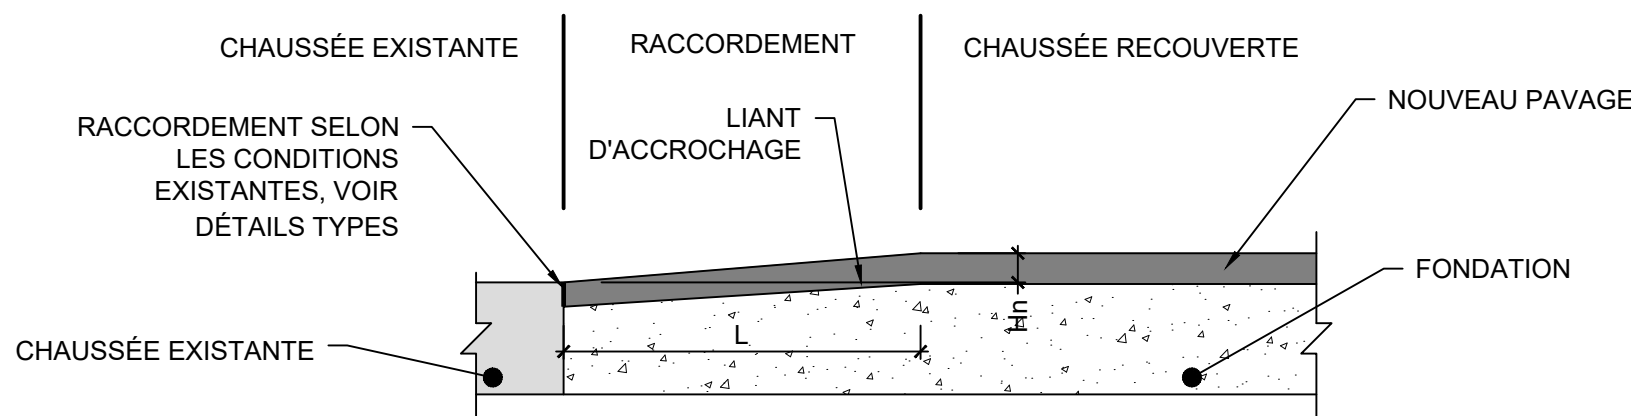 CHAUSSÉE EXISTANTE
RACCORDEMENT
CHAUSSÉE RECOUVERTE
RACCORDEMENT SELON
LES CONDITIONS
EXISTANTES, VOIR
DÉTAILS TYPES
LIANT
D'ACCROCHAGE
NOUVEAU PAVAGE
FONDATION
Hn
L
CHAUSSÉE EXISTANTE